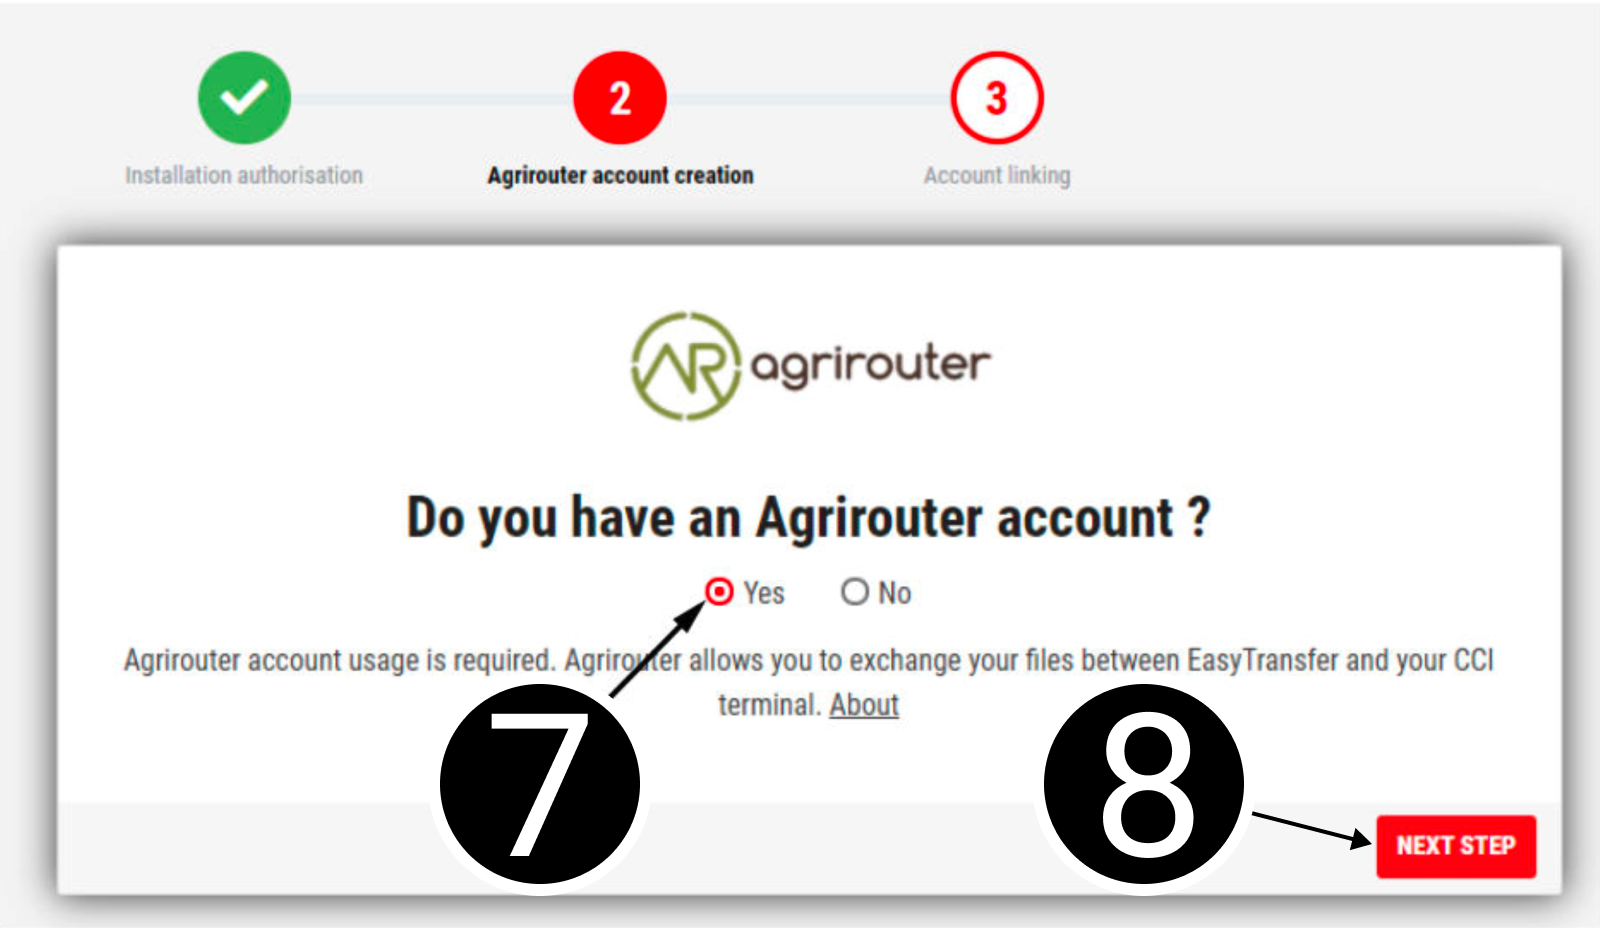 2
3
Installation authorisation
Agrirouter account creation
Account linking
AR agrirouter
Do you have an Agrirouter account ?
Yes
No
Agrirouter account usage is required. Agrirouter allows you to exchange your files between EasyTransfer and your CCI
terminal. About
7
8
NEXT STEP